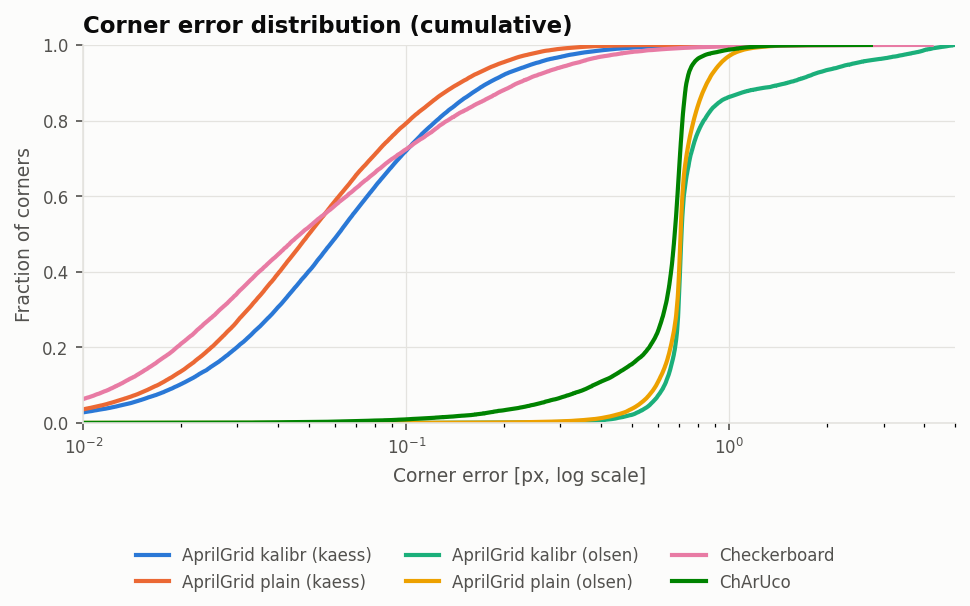 Corner error distribution (cumulative)
1.0
0.8
0.6
0.4
0.2
0.0
Fraction of corners
10⁻²
10⁻¹
10⁰
Corner error [px, log scale]
AprilGrid kalibr (kaess)
AprilGrid kalibr (olsen)
Checkerboard
AprilGrid plain (kaess)
AprilGrid plain (olsen)
ChArUco